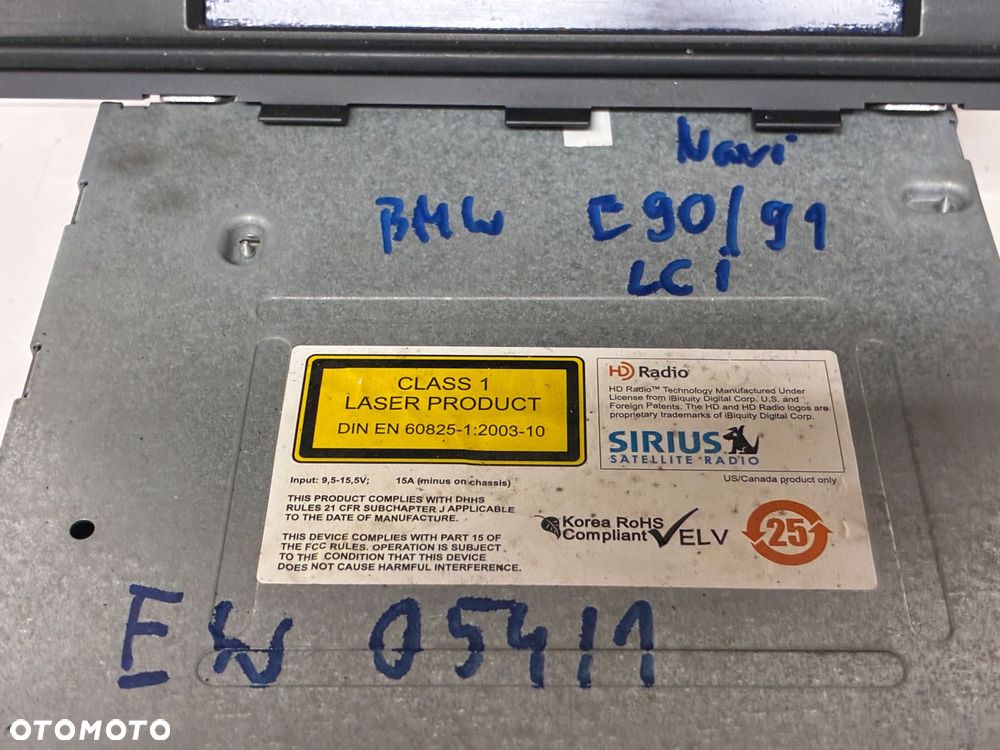 Navi
BMW E90/91
LCi
CLASS 1
LASER PRODUCT
DIN EN 60825-1:2003-10
HD Radio
HD Radio™ Technology Manufactured Under
License from iBiquity Digital Corp. U.S. and
Foreign Patents. The HD and HD Radio logos are
proprietary trademarks of iBiquity Digital Corp.
SIRIUS
SATELLITE RADIO
US/Canada product only
Input: 9,5-15,5V; 15A (minus on chassis)
THIS PRODUCT COMPLIES WITH DHHS
RULES 21 CFR SUBCHAPTER J APPLICABLE
TO THE DATE OF MANUFACTURE.
THIS DEVICE COMPLIES WITH PART 15 OF
THE FCC RULES. OPERATION IS SUBJECT
TO THE CONDITION THAT THIS DEVICE
DOES NOT CAUSE HARMFUL INTERFERENCE.
Korea RoHS
Compliant
ELV
25
EW 054/1
OTOMOTO